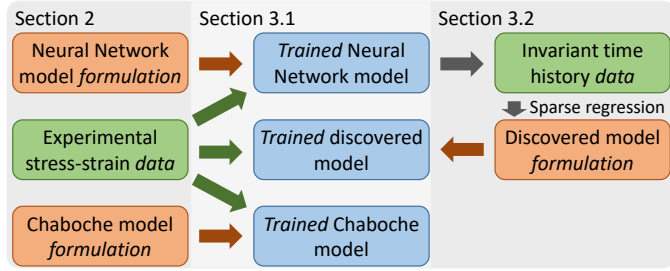 Section 2
Section 3.1
Section 3.2
Neural Network
model formulation
Trained Neural
Network model
Invariant time
history data
Sparse regression
Experimental
stress-strain data
Trained discovered
model
Discovered model
formulation
Chaboche model
formulation
Trained Chaboche
model